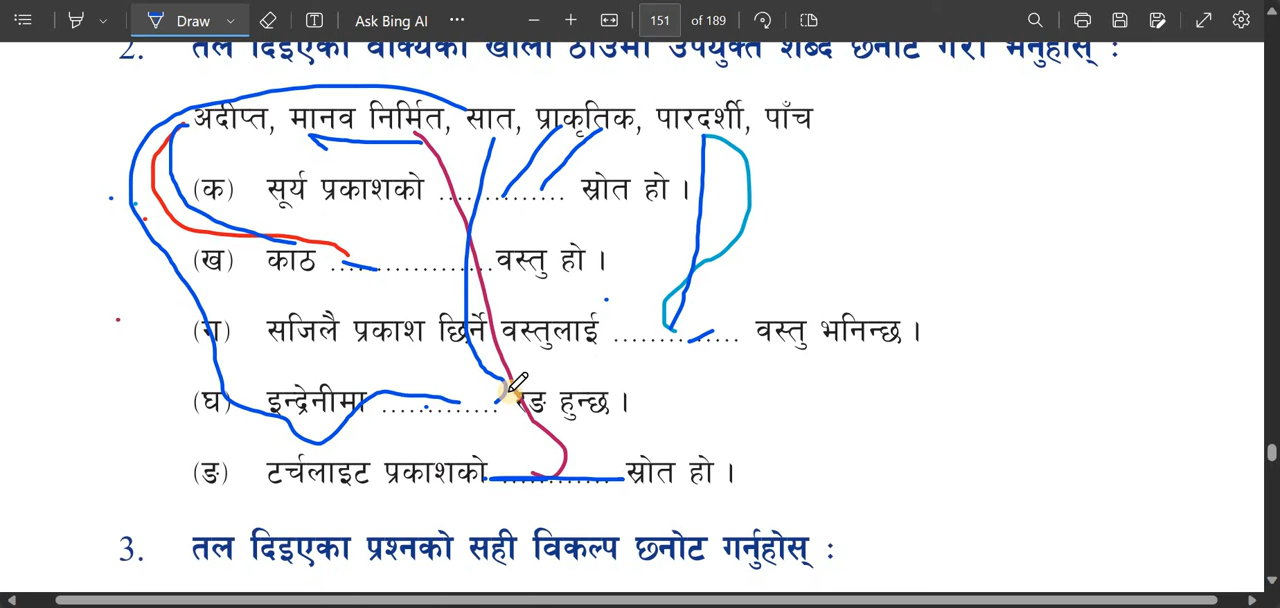 Draw
Ask Bing AI
151 of 189
2. तल दिइएका वाक्यको खाली ठाउँमा उपयुक्त शब्द छनोट गरी भर्नुहोस् :
अदीप्त, मानव निर्मित, सात, प्राकृतिक, पारदर्शी, पाँच
(क) सूर्य प्रकाशको .............. स्रोत हो ।
(ख) काठ .................... वस्तु हो ।
(ग) सजिलै प्रकाश छिर्ने वस्तुलाई ................ वस्तु भनिन्छ ।
(घ) इन्द्रेनीमा .............. रङ हुन्छ ।
(ङ) टर्चलाइट प्रकाशको .............. स्रोत हो ।
3. तल दिइएका प्रश्नको सही विकल्प छनोट गर्नुहोस् :